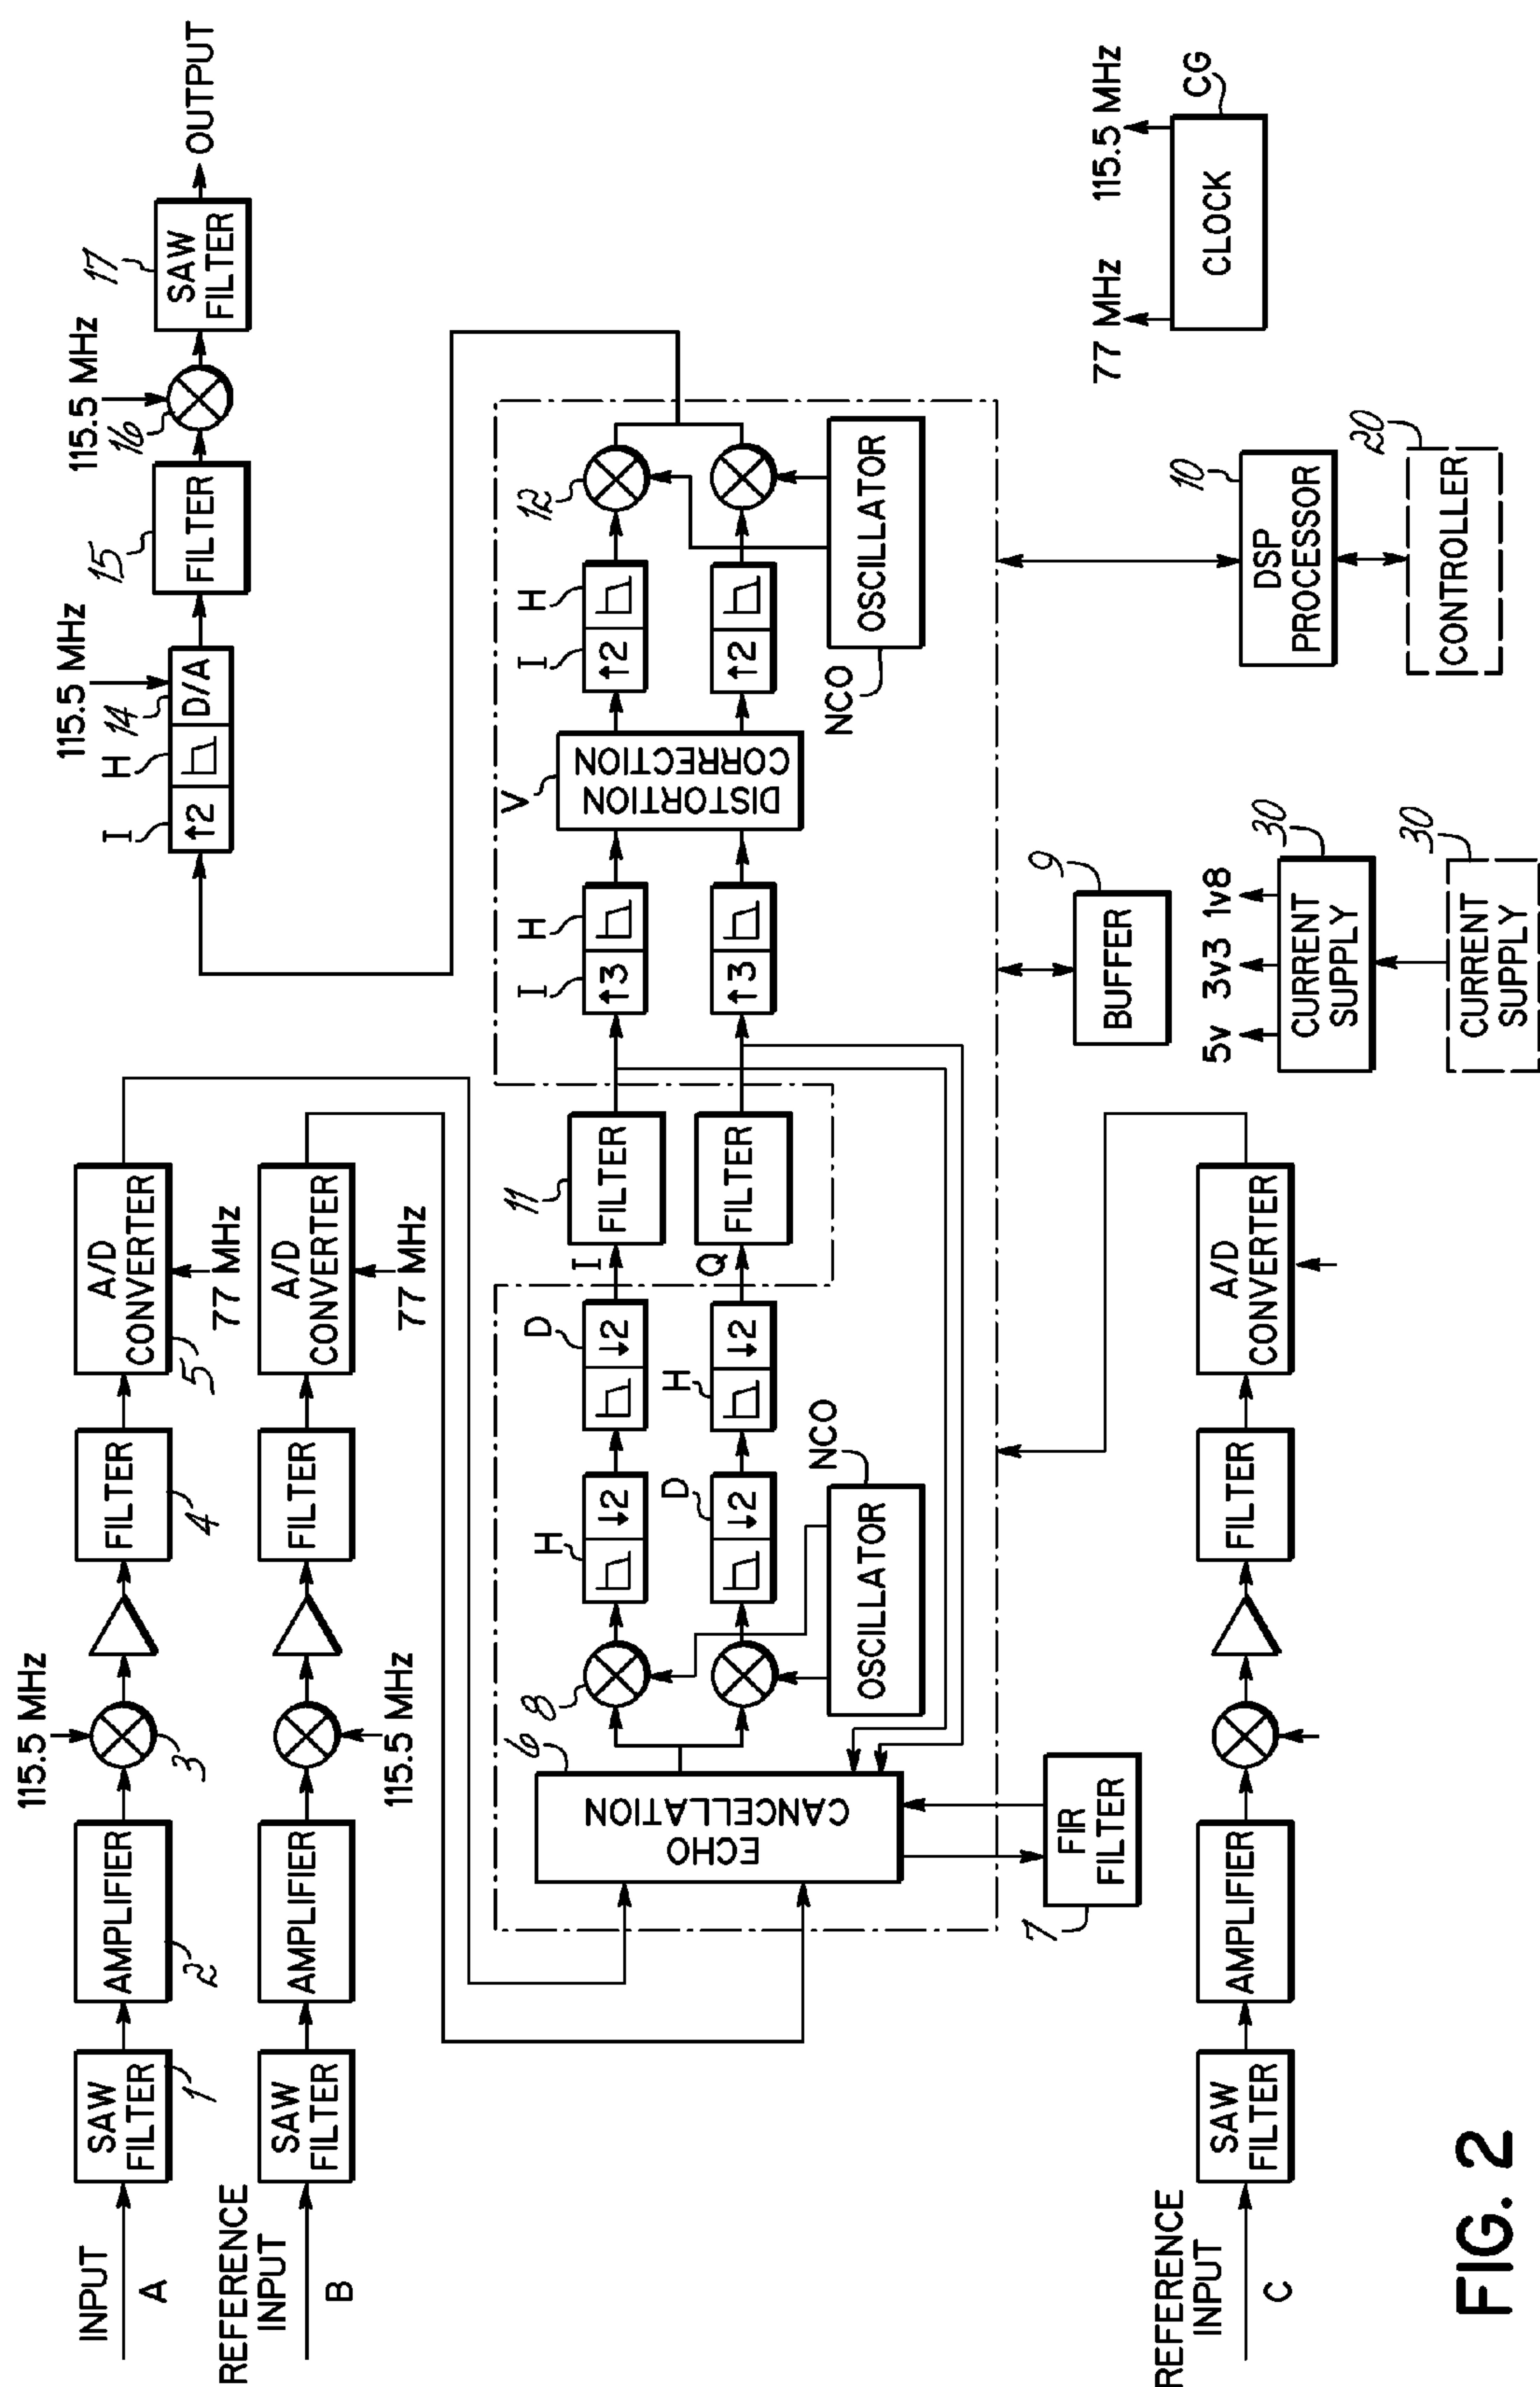 INPUT
A
SAW
FILTER
1
AMPLIFIER
2
115.5 MHz
3
FILTER
4
A/D
CONVERTER
5
77 MHz
REFERENCE
INPUT
B
SAW
FILTER
AMPLIFIER
115.5 MHz
FILTER
A/D
CONVERTER
77 MHz
I
↑2
H
14
D/A
115.5 MHz
15
FILTER
115.5 MHz
16
17
SAW
FILTER
OUTPUT
6
ECHO
CANCELLATION
8
H
↓2
D
↓2
I
11
FILTER
I
↑3
H
V
DISTORTION
CORRECTION
I
↑2
H
12
D
↓2
H
↓2
Q
FILTER
↑3
↑2
OSCILLATOR
NCO
OSCILLATOR
NCO
7
FIR
FILTER
9
BUFFER
10
DSP
PROCESSOR
20
CONTROLLER
77 MHz
115.5 MHz
CLOCK
CG
5v 3v3 1v8
30
CURRENT
SUPPLY
30
CURRENT
SUPPLY
REFERENCE
INPUT
C
SAW
FILTER
AMPLIFIER
FILTER
A/D
CONVERTER
FIG. 2